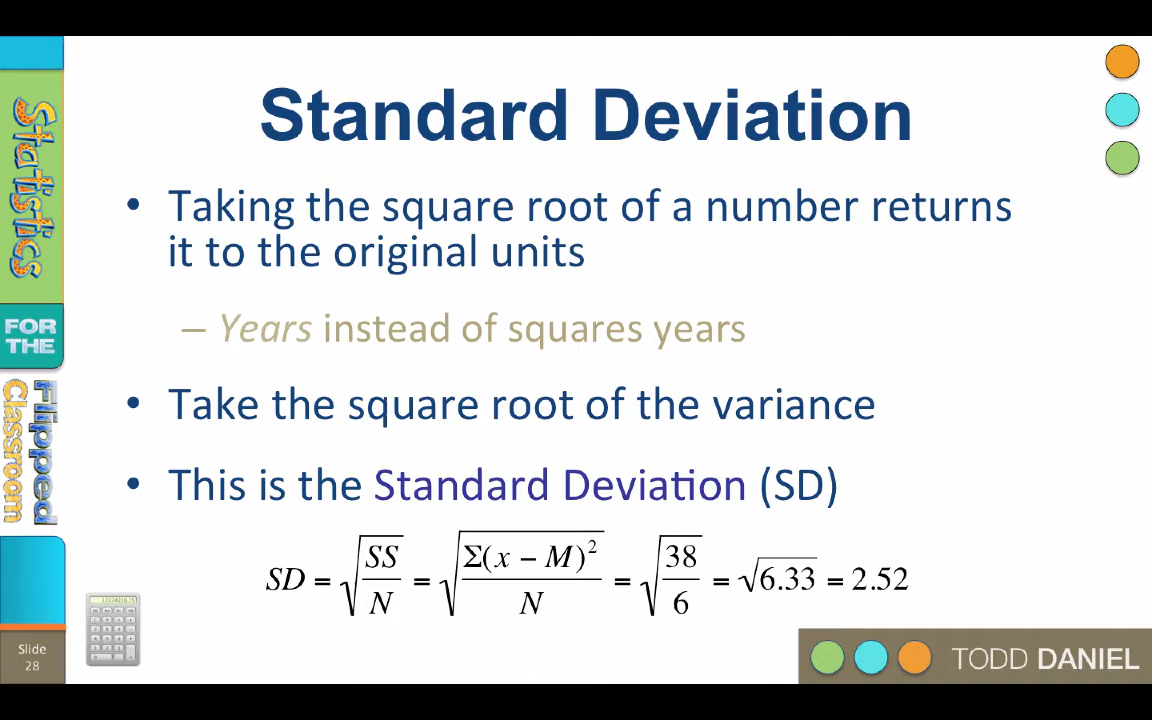 Standard Deviation
• Taking the square root of a number returns
it to the original units
– Years instead of squares years
• Take the square root of the variance
• This is the Standard Deviation (SD)
SD = √(SS/N) = √(Σ(x − M)²/N) = √(38/6) = √6.33 = 2.52
Statistics
FOR THE
Flipped
Classroom
Slide
28
TODD DANIEL